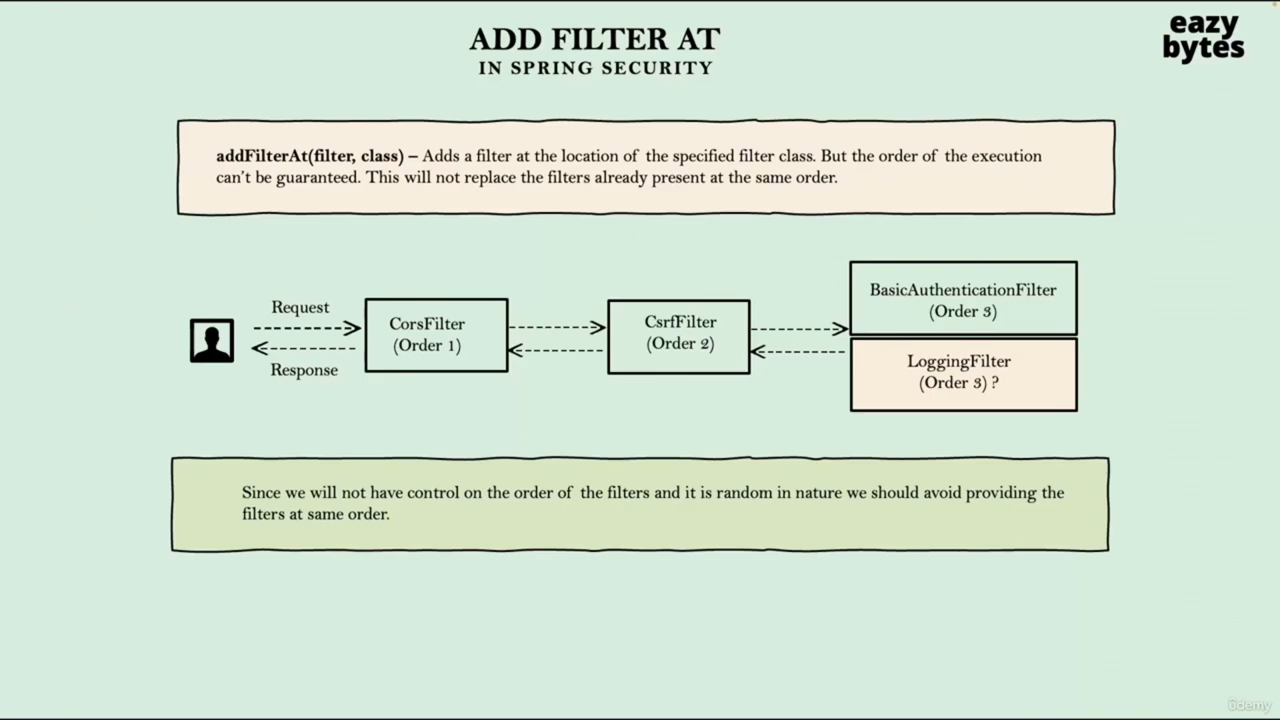 ADD FILTER AT
IN SPRING SECURITY
eazy
bytes
addFilterAt(filter, class) – Adds a filter at the location of the specified filter class. But the order of the execution
can't be guaranteed. This will not replace the filters already present at the same order.
Request
Response
CorsFilter
(Order 1)
CsrfFilter
(Order 2)
BasicAuthenticationFilter
(Order 3)
LoggingFilter
(Order 3) ?
Since we will not have control on the order of the filters and it is random in nature we should avoid providing the
filters at same order.
ûdemy